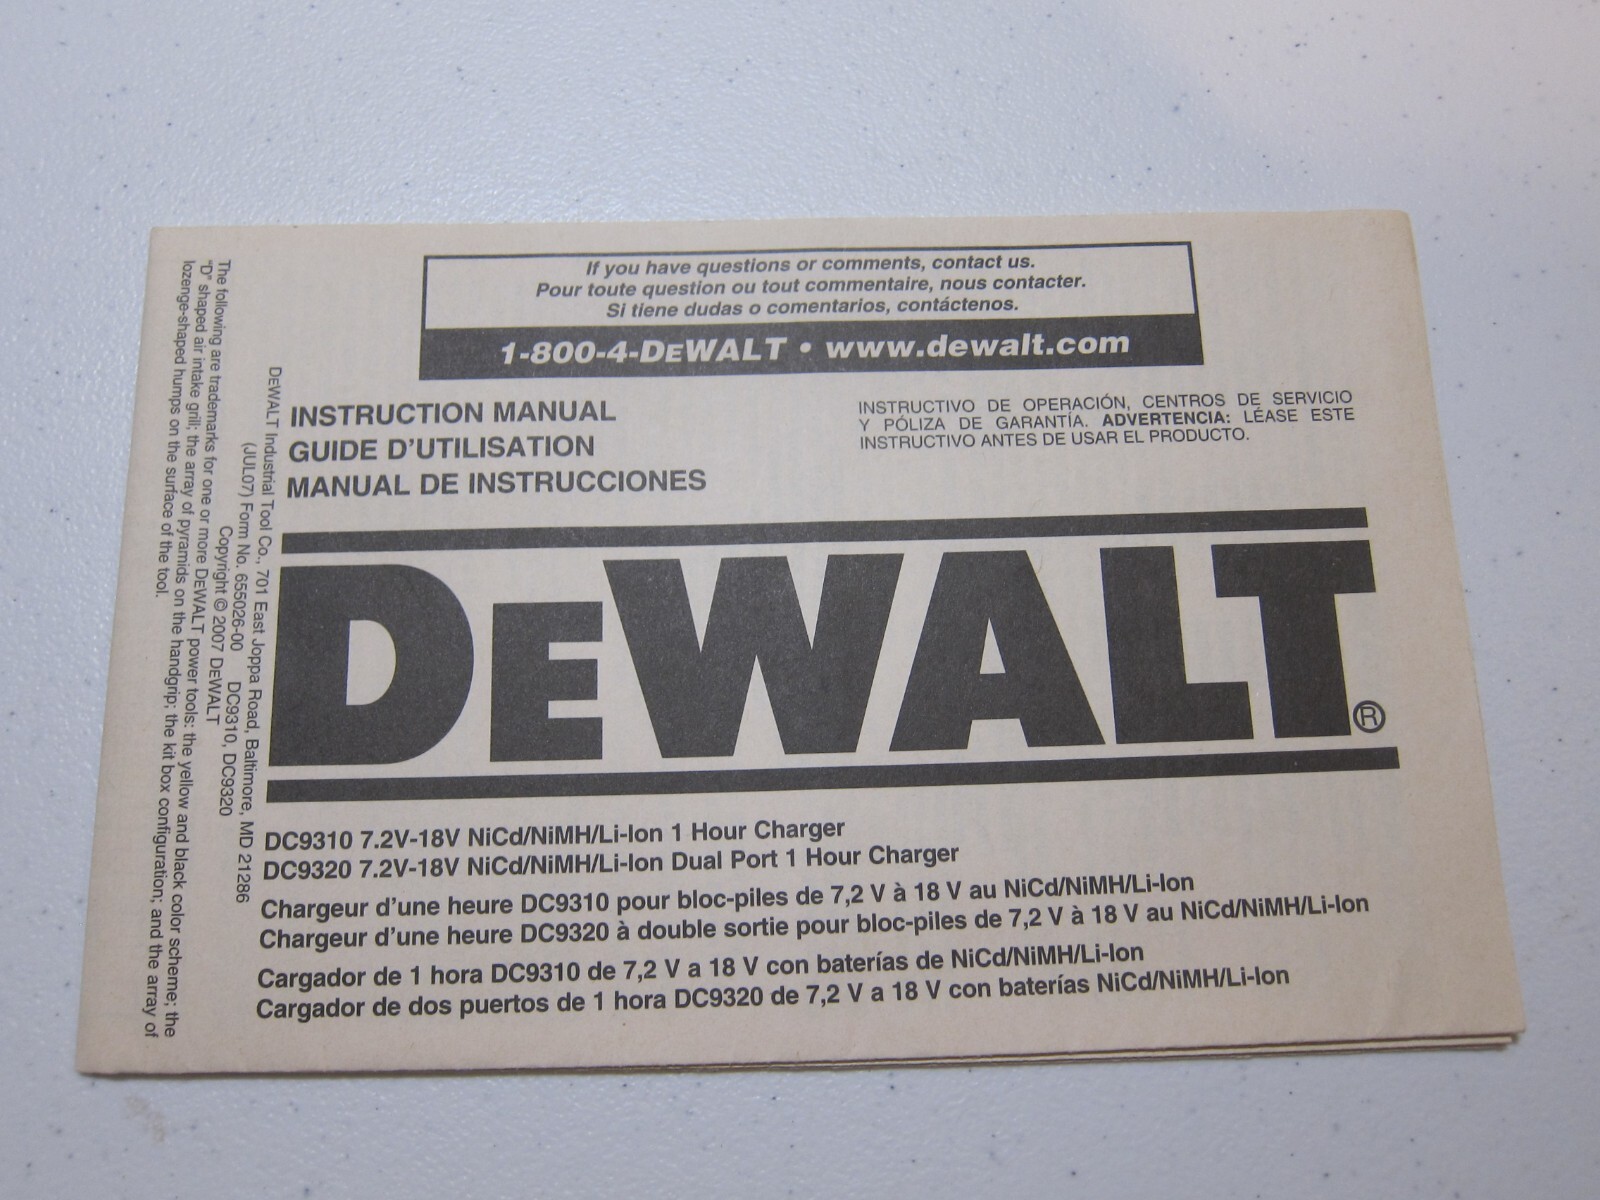 If you have questions or comments, contact us.
Pour toute question ou tout commentaire, nous contacter.
Si tiene dudas o comentarios, contáctenos.
1-800-4-DEWALT • www.dewalt.com
INSTRUCTION MANUAL
GUIDE D'UTILISATION
MANUAL DE INSTRUCCIONES
INSTRUCTIVO DE OPERACIÓN, CENTROS DE SERVICIO
Y PÓLIZA DE GARANTÍA. ADVERTENCIA: LÉASE ESTE
INSTRUCTIVO ANTES DE USAR EL PRODUCTO.
DEWALT®
DC9310 7.2V-18V NiCd/NiMH/Li-Ion 1 Hour Charger
DC9320 7.2V-18V NiCd/NiMH/Li-Ion Dual Port 1 Hour Charger
Chargeur d'une heure DC9310 pour bloc-piles de 7,2 V à 18 V au NiCd/NiMH/Li-Ion
Chargeur d'une heure DC9320 à double sortie pour bloc-piles de 7,2 V à 18 V au NiCd/NiMH/Li-Ion
Cargador de 1 hora DC9310 de 7,2 V a 18 V con baterías de NiCd/NiMH/Li-Ion
Cargador de dos puertos de 1 hora DC9320 de 7,2 V a 18 V con baterías NiCd/NiMH/Li-Ion
DEWALT Industrial Tool Co., 701 East Joppa Road, Baltimore, MD 21286
(JUL07) Form No. 655026-00 DC9310, DC9320
Copyright © 2007 DEWALT
The following are trademarks for one or more DEWALT power tools: the yellow and black color scheme; the
"D" shaped air intake grill; the array of pyramids on the handgrip; the kit box configuration; and the array of
lozenge-shaped humps on the surface of the tool.